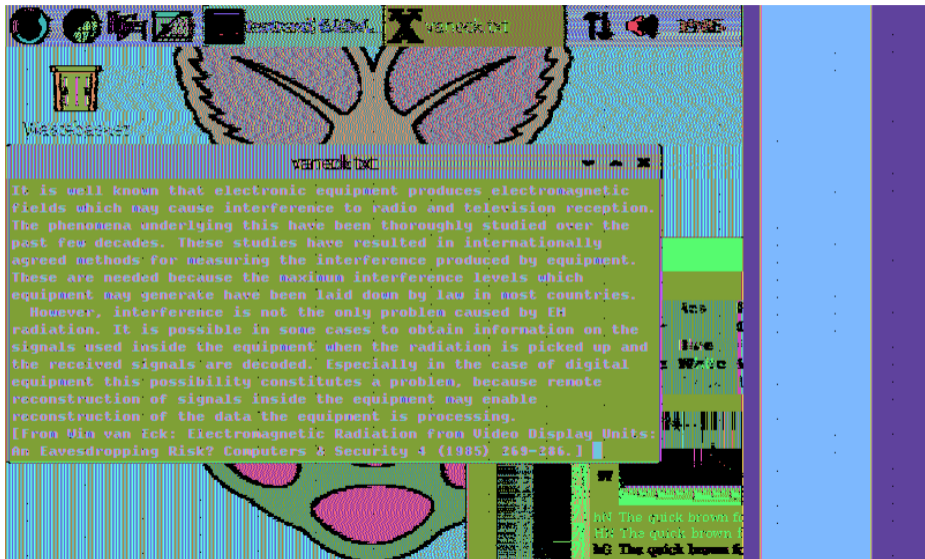 vaneck.txt
Wastebasket
vaneck.txt
It is well known that electronic equipment produces electromagnetic
fields which may cause interference to radio and television reception.
The phenomena underlying this have been thoroughly studied over the
past few decades. These studies have resulted in internationally
agreed methods for measuring the interference produced by equipment.
These are needed because the maximum interference levels which
equipment may generate have been laid down by law in most countries.
However, interference is not the only problem caused by EM
radiation. It is possible in some cases to obtain information on the
signals used inside the equipment when the radiation is picked up and
the received signals are decoded. Especially in the case of digital
equipment this possibility constitutes a problem, because remote
reconstruction of signals inside the equipment may enable
reconstruction of the data the equipment is processing.
[From Wim van Eck: Electromagnetic Radiation from Video Display Units:
An Eavesdropping Risk? Computers & Security 4 (1985) 269-286.]
The quick brown f
The quick brown f
The quick brown f